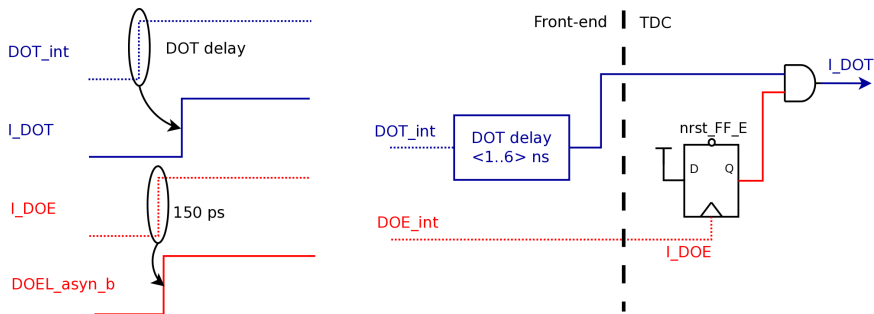 DOT_int
DOT delay
I_DOT
I_DOE
150 ps
DOEL_asyn_b
Front-end
TDC
I_DOT
DOT_int
DOT delay
<1..6> ns
nrst_FF_E
D
Q
DOE_int
I_DOE